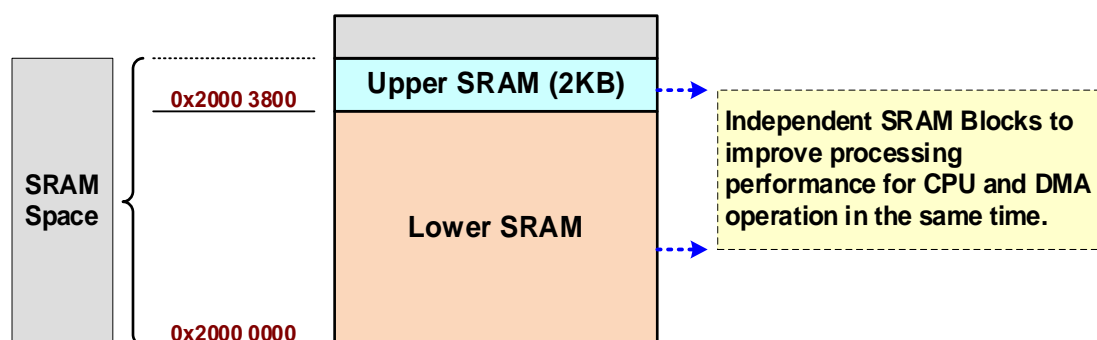 Upper SRAM (2KB)
0x2000 3800
Independent SRAM Blocks to
improve processing
performance for CPU and DMA
operation in the same time.
SRAM
Space
Lower SRAM
0x2000 0000